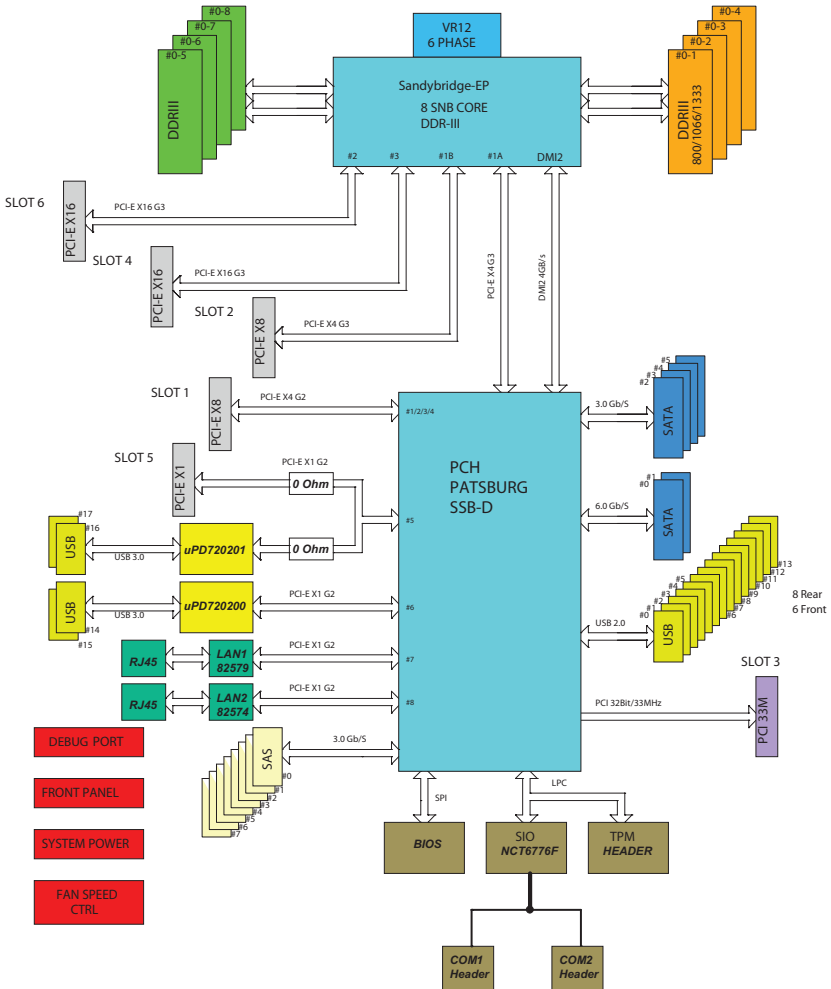 VR12
6 PHASE
#0-8
#0-7
#0-6
#0-5
DDRIII
#0-4
#0-3
#0-2
#0-1
DDRIII
800/1066/1333
Sandybridge-EP
8 SNB CORE
DDR-III
#2
#3
#1B
#1A
DMI2
SLOT 6
PCI-E X16
PCI-E X16 G3
SLOT 4
PCI-E X16
PCI-E X16 G3
SLOT 2
PCI-E X8
PCI-E X4 G3
PCI-E X4 G3
DMI2 4GB/s
SLOT 1
PCI-E X8
PCI-E X4 G2
#1/2/3/4
SLOT 5
PCI-E X1
PCI-E X1 G2
0 Ohm
0 Ohm
#5
PCH
PATSBURG
SSB-D
#5
#4
#3
#2
SATA
3.0 Gb/S
#1
#0
SATA
6.0 Gb/S
#17
#16
USB
USB 3.0
uPD720201
USB
#14
#15
USB 3.0
uPD720200
PCI-E X1 G2
#6
RJ45
LAN1
82579
PCI-E X1 G2
#7
RJ45
LAN2
82574
PCI-E X1 G2
#8
#5
#4
#3
#2
#1
#0
USB 2.0
USB
#13
#12
#11
#10
#9
#8
#7
#6
8 Rear
6 Front
SLOT 3
PCI 33M
PCI 32Bit/33MHz
DEBUG PORT
FRONT PANEL
SYSTEM POWER
FAN SPEED
CTRL
SAS
#0
#1
#2
#3
#4
#5
#6
#7
3.0 Gb/S
SPI
LPC
BIOS
SIO
NCT6776F
TPM
HEADER
COM1
Header
COM2
Header